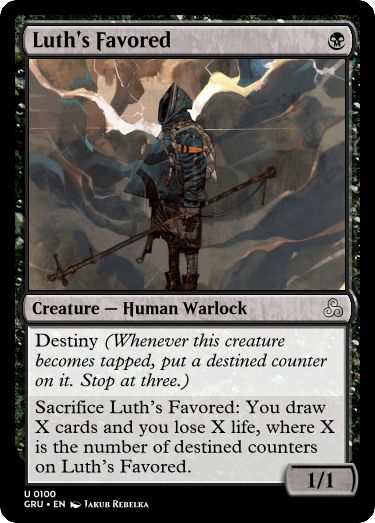 Luth's Favored
Creature — Human Warlock
Destiny (Whenever this creature
becomes tapped, put a destined counter
on it. Stop at three.)
Sacrifice Luth's Favored: You draw
X cards and you lose X life, where X
is the number of destined counters
on Luth's Favored.
1/1
U 0100
GRU • EN Jakub Rebelka